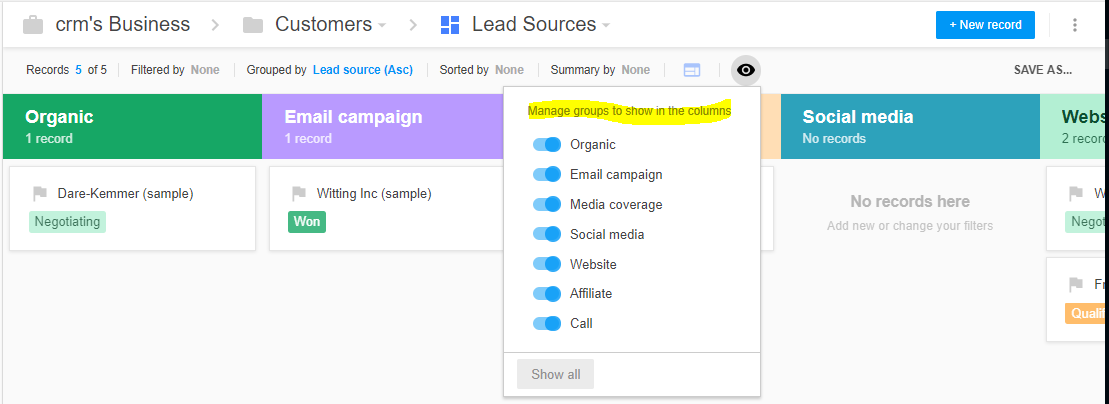 crm's Business > Customers Lead Sources + New record
Records 5 of 5 Filtered by None Grouped by Lead source (Asc) Sorted by None Summary by None SAVE AS...
Organic
1 record
Email campaign
1 record
Social media
No records
Webs
2 recor
Manage groups to show in the columns
Organic
Email campaign
Media coverage
Social media
Website
Affiliate
Call
Show all
Dare-Kemmer (sample)
Negotiating
Witting Inc (sample)
Won
No records here
Add new or change your filters
W
Negot
Fr
Qualif